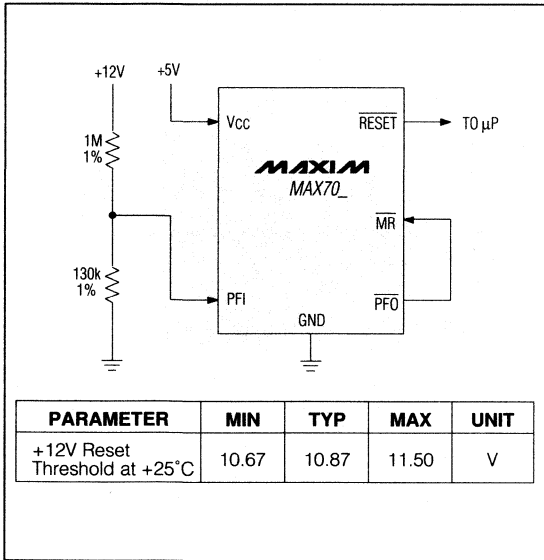 +12V +5V
1M
1%
130k
1%
VCC
RESET
TO μP
MAXIM
MAX70_
MR
PFI
PFO
GND
PARAMETER MIN TYP MAX UNIT
+12V Reset
Threshold at +25°C 10.67 10.87 11.50 V